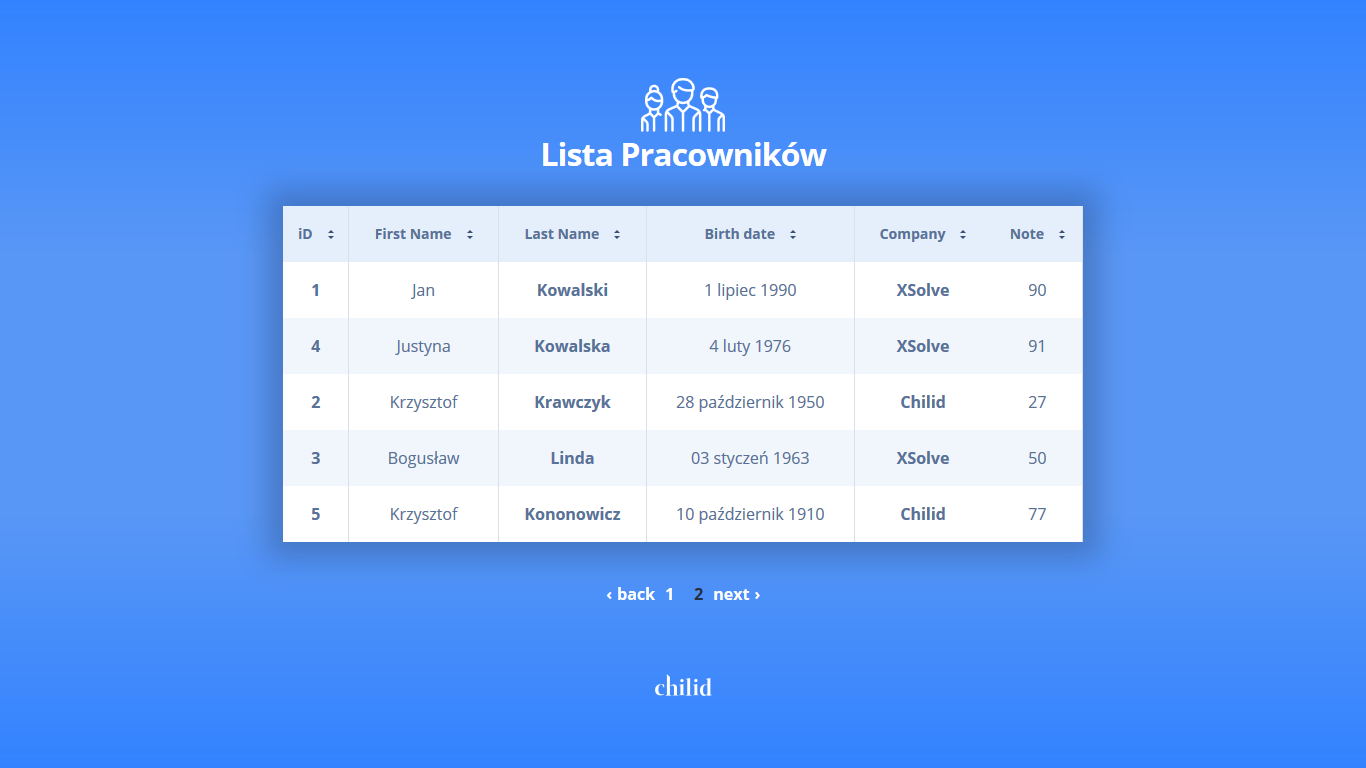 Lista Pracowników
iD First Name Last Name Birth date Company Note
1 Jan Kowalski 1 lipiec 1990 XSolve 90
4 Justyna Kowalska 4 luty 1976 XSolve 91
2 Krzysztof Krawczyk 28 październik 1950 Chilid 27
3 Bogusław Linda 03 styczeń 1963 XSolve 50
5 Krzysztof Kononowicz 10 październik 1910 Chilid 77
‹ back 1 2 next ›
chilid